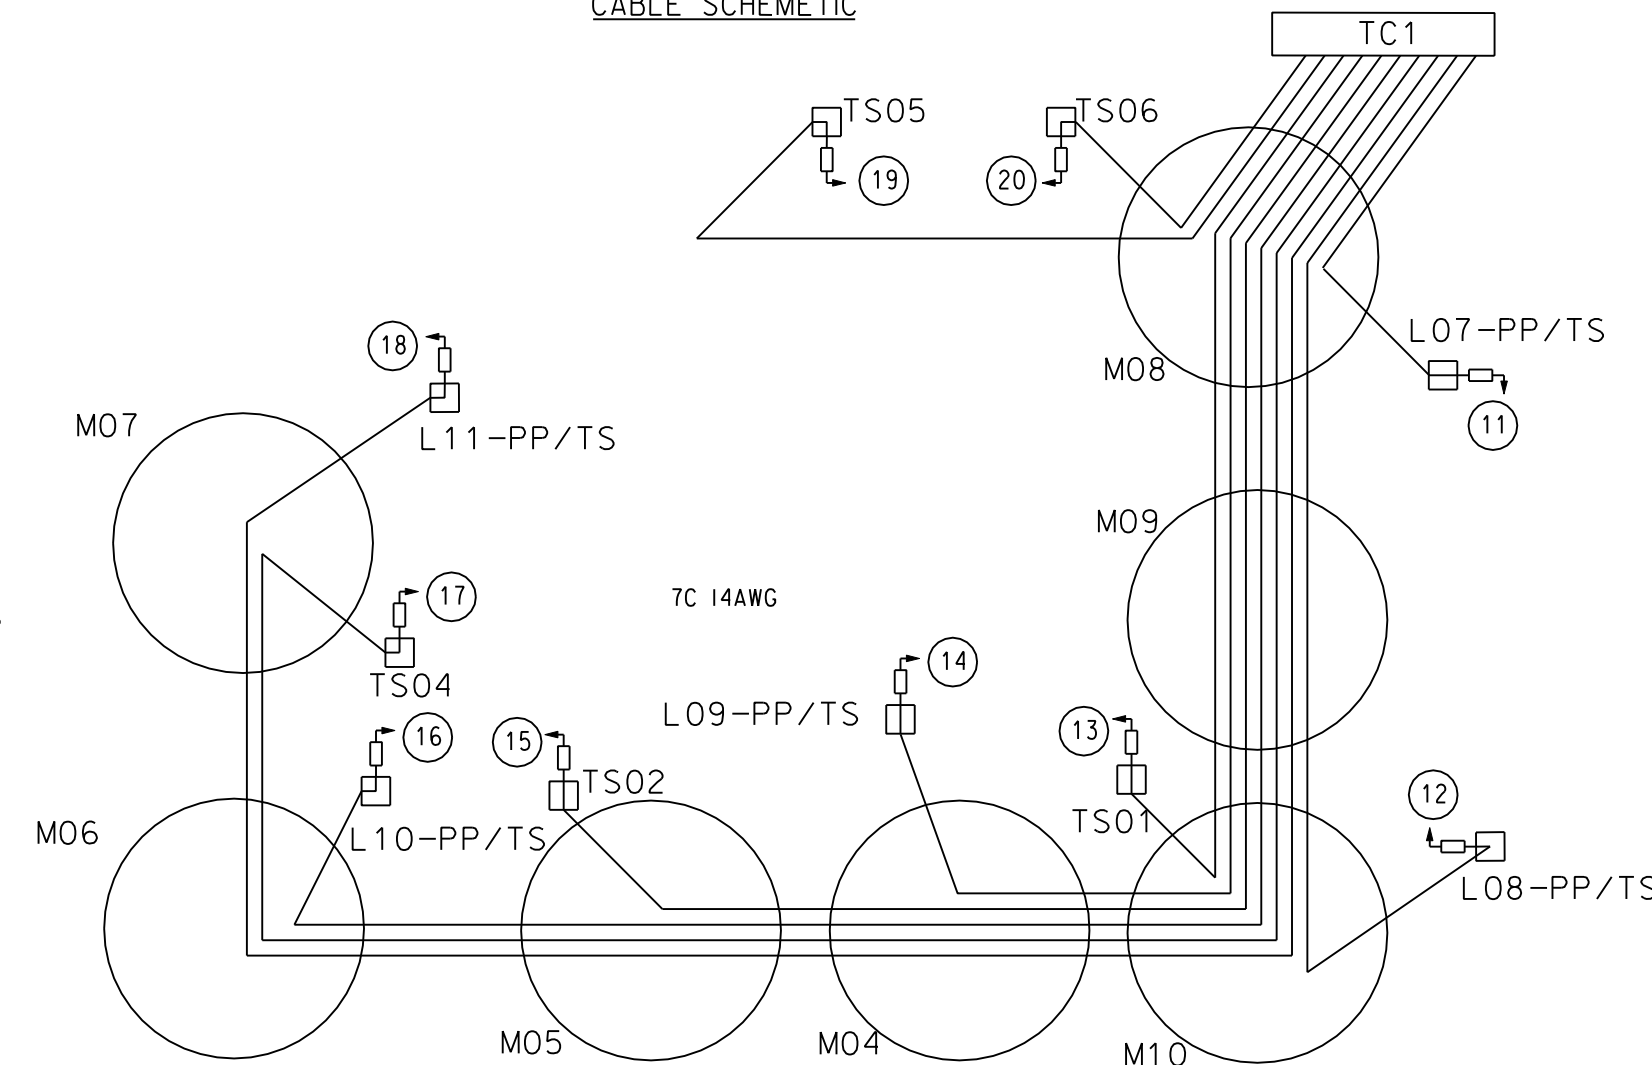 CABLE SCHEMETIC
TC1
TS05
TS06
19
20
18
L07-PP/TS
M08
11
M07
L11-PP/TS
M09
17
7C 14AWG
14
TS04
L09-PP/TS
16
15
13
TS02
12
M06
L10-PP/TS
TS01
L08-PP/TS
M05
M04
M10